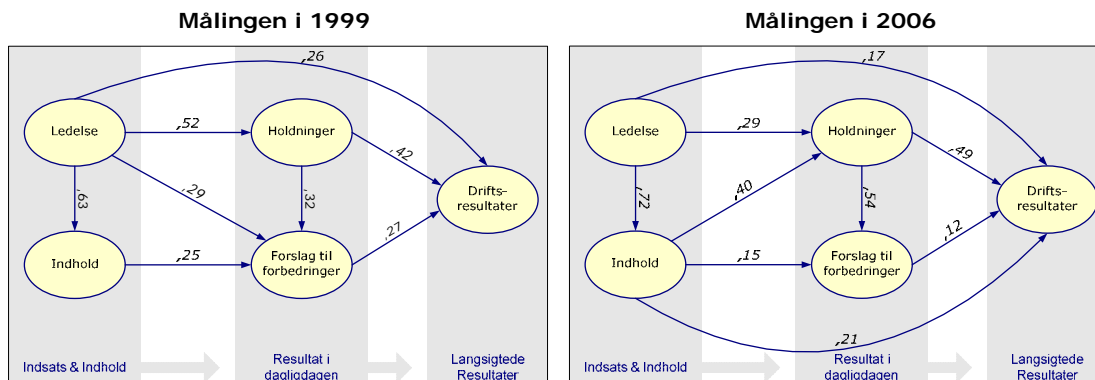 Målingen i 1999
,26
Ledelse
,52
Holdninger
,42
,63
,29
,32
Drifts-
resultater
,27
Indhold
,25
Forslag til
forbedringer
Indsats & Indhold
Resultat i
dagligdagen
Langsigtede
Resultater
Målingen i 2006
,17
Ledelse
,29
Holdninger
,49
,72
,40
,54
Drifts-
resultater
,12
Indhold
,15
Forslag til
forbedringer
,21
Indsats & Indhold
Resultat i
dagligdagen
Langsigtede
Resultater